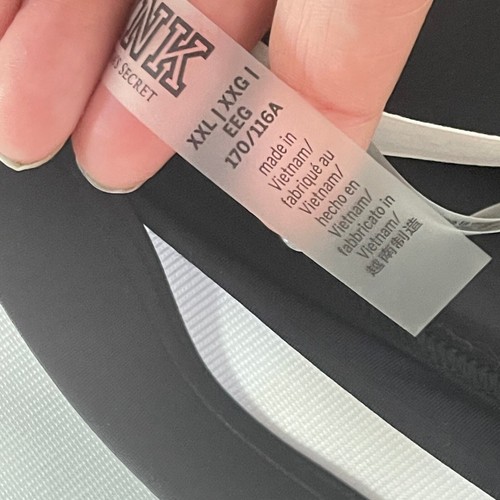 NK
SECRET
XXL | XXG |
EEG
170/116A
made in
Vietnam/
fabriqué au
Vietnam/
hecho en
Vietnam/
fabbricato in
Vietnam/
越南制造